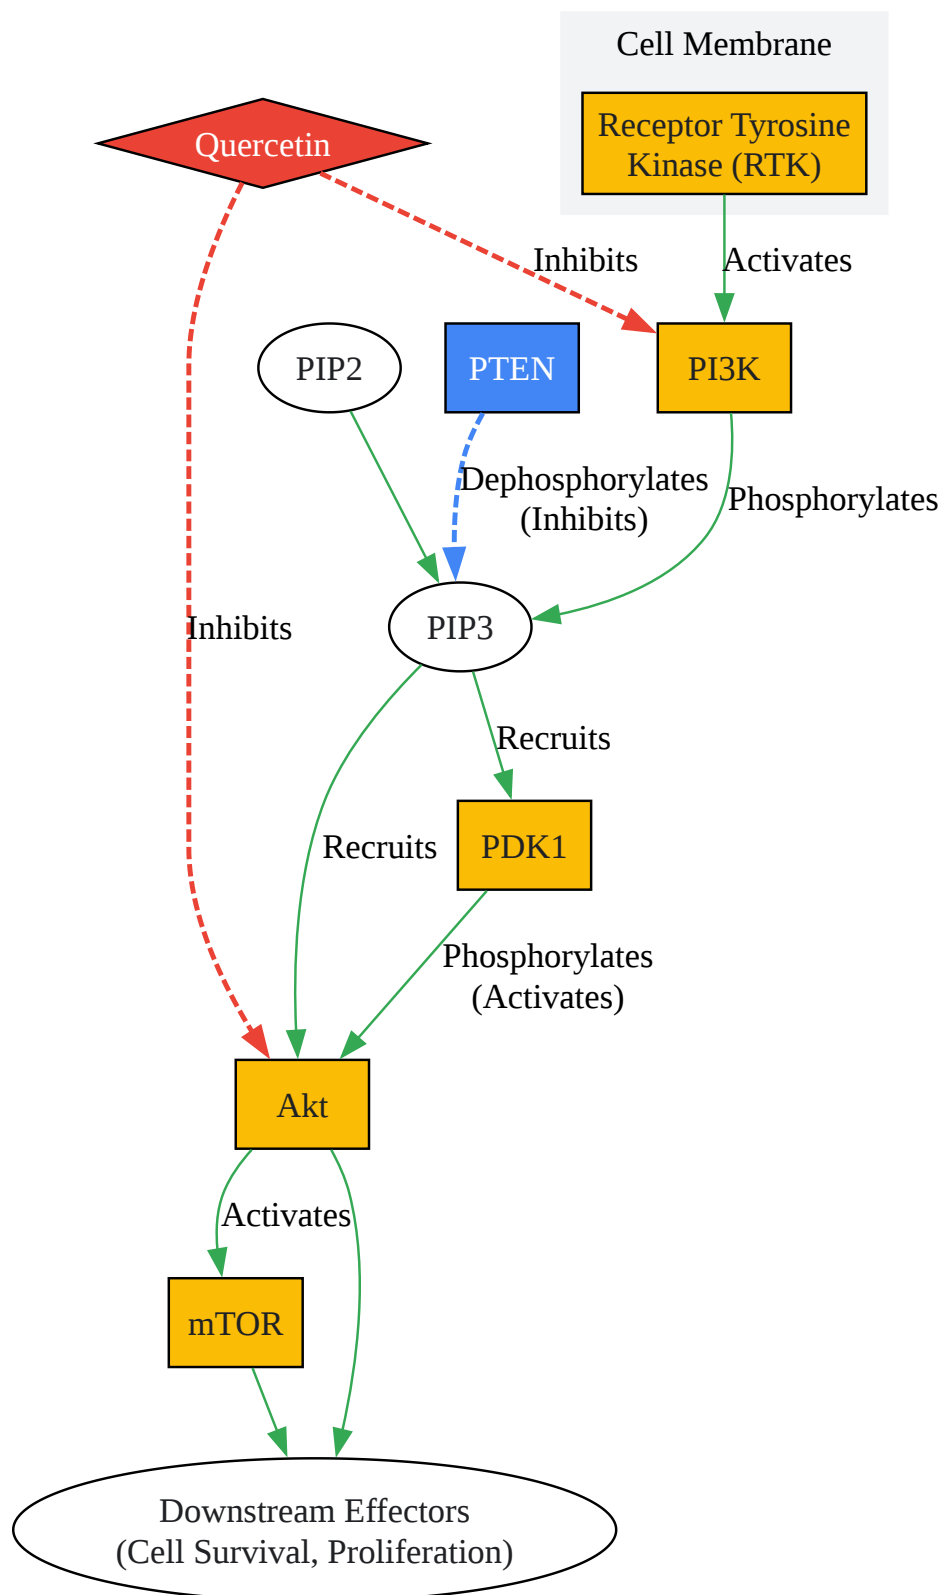 Cell Membrane
Quercetin
Receptor Tyrosine
Kinase (RTK)
Inhibits
Activates
PIP2
PTEN
PI3K
Dephosphorylates
(Inhibits)
Phosphorylates
Inhibits
PIP3
Recruits
Recruits
PDK1
Phosphorylates
(Activates)
Akt
Activates
mTOR
Downstream Effectors
(Cell Survival, Proliferation)